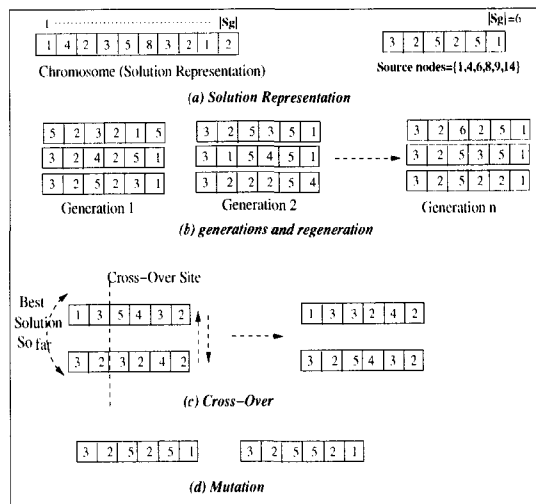 1 |Sg|
1 4 2 3 5 8 3 2 1 2
Chromosome (Solution Representation)
|Sg|=6
3 2 5 2 5 1
Source nodes={1,4,6,8,9,14}
(a) Solution Representation
5 2 3 2 1 5
3 2 4 2 5 1
3 2 5 2 3 1
Generation 1
3 2 5 3 5 1
3 1 5 4 5 1
3 2 2 2 5 4
Generation 2
3 2 6 2 5 1
3 2 5 3 5 1
3 2 5 2 2 1
Generation n
(b) generations and regeneration
Cross-Over Site
Best
Solution
So far
1 3 5 4 3 2
3 2 3 2 4 2
1 3 3 2 4 2
3 2 5 4 3 2
(c) Cross-Over
3 2 5 2 5 1
3 2 5 5 2 1
(d) Mutation